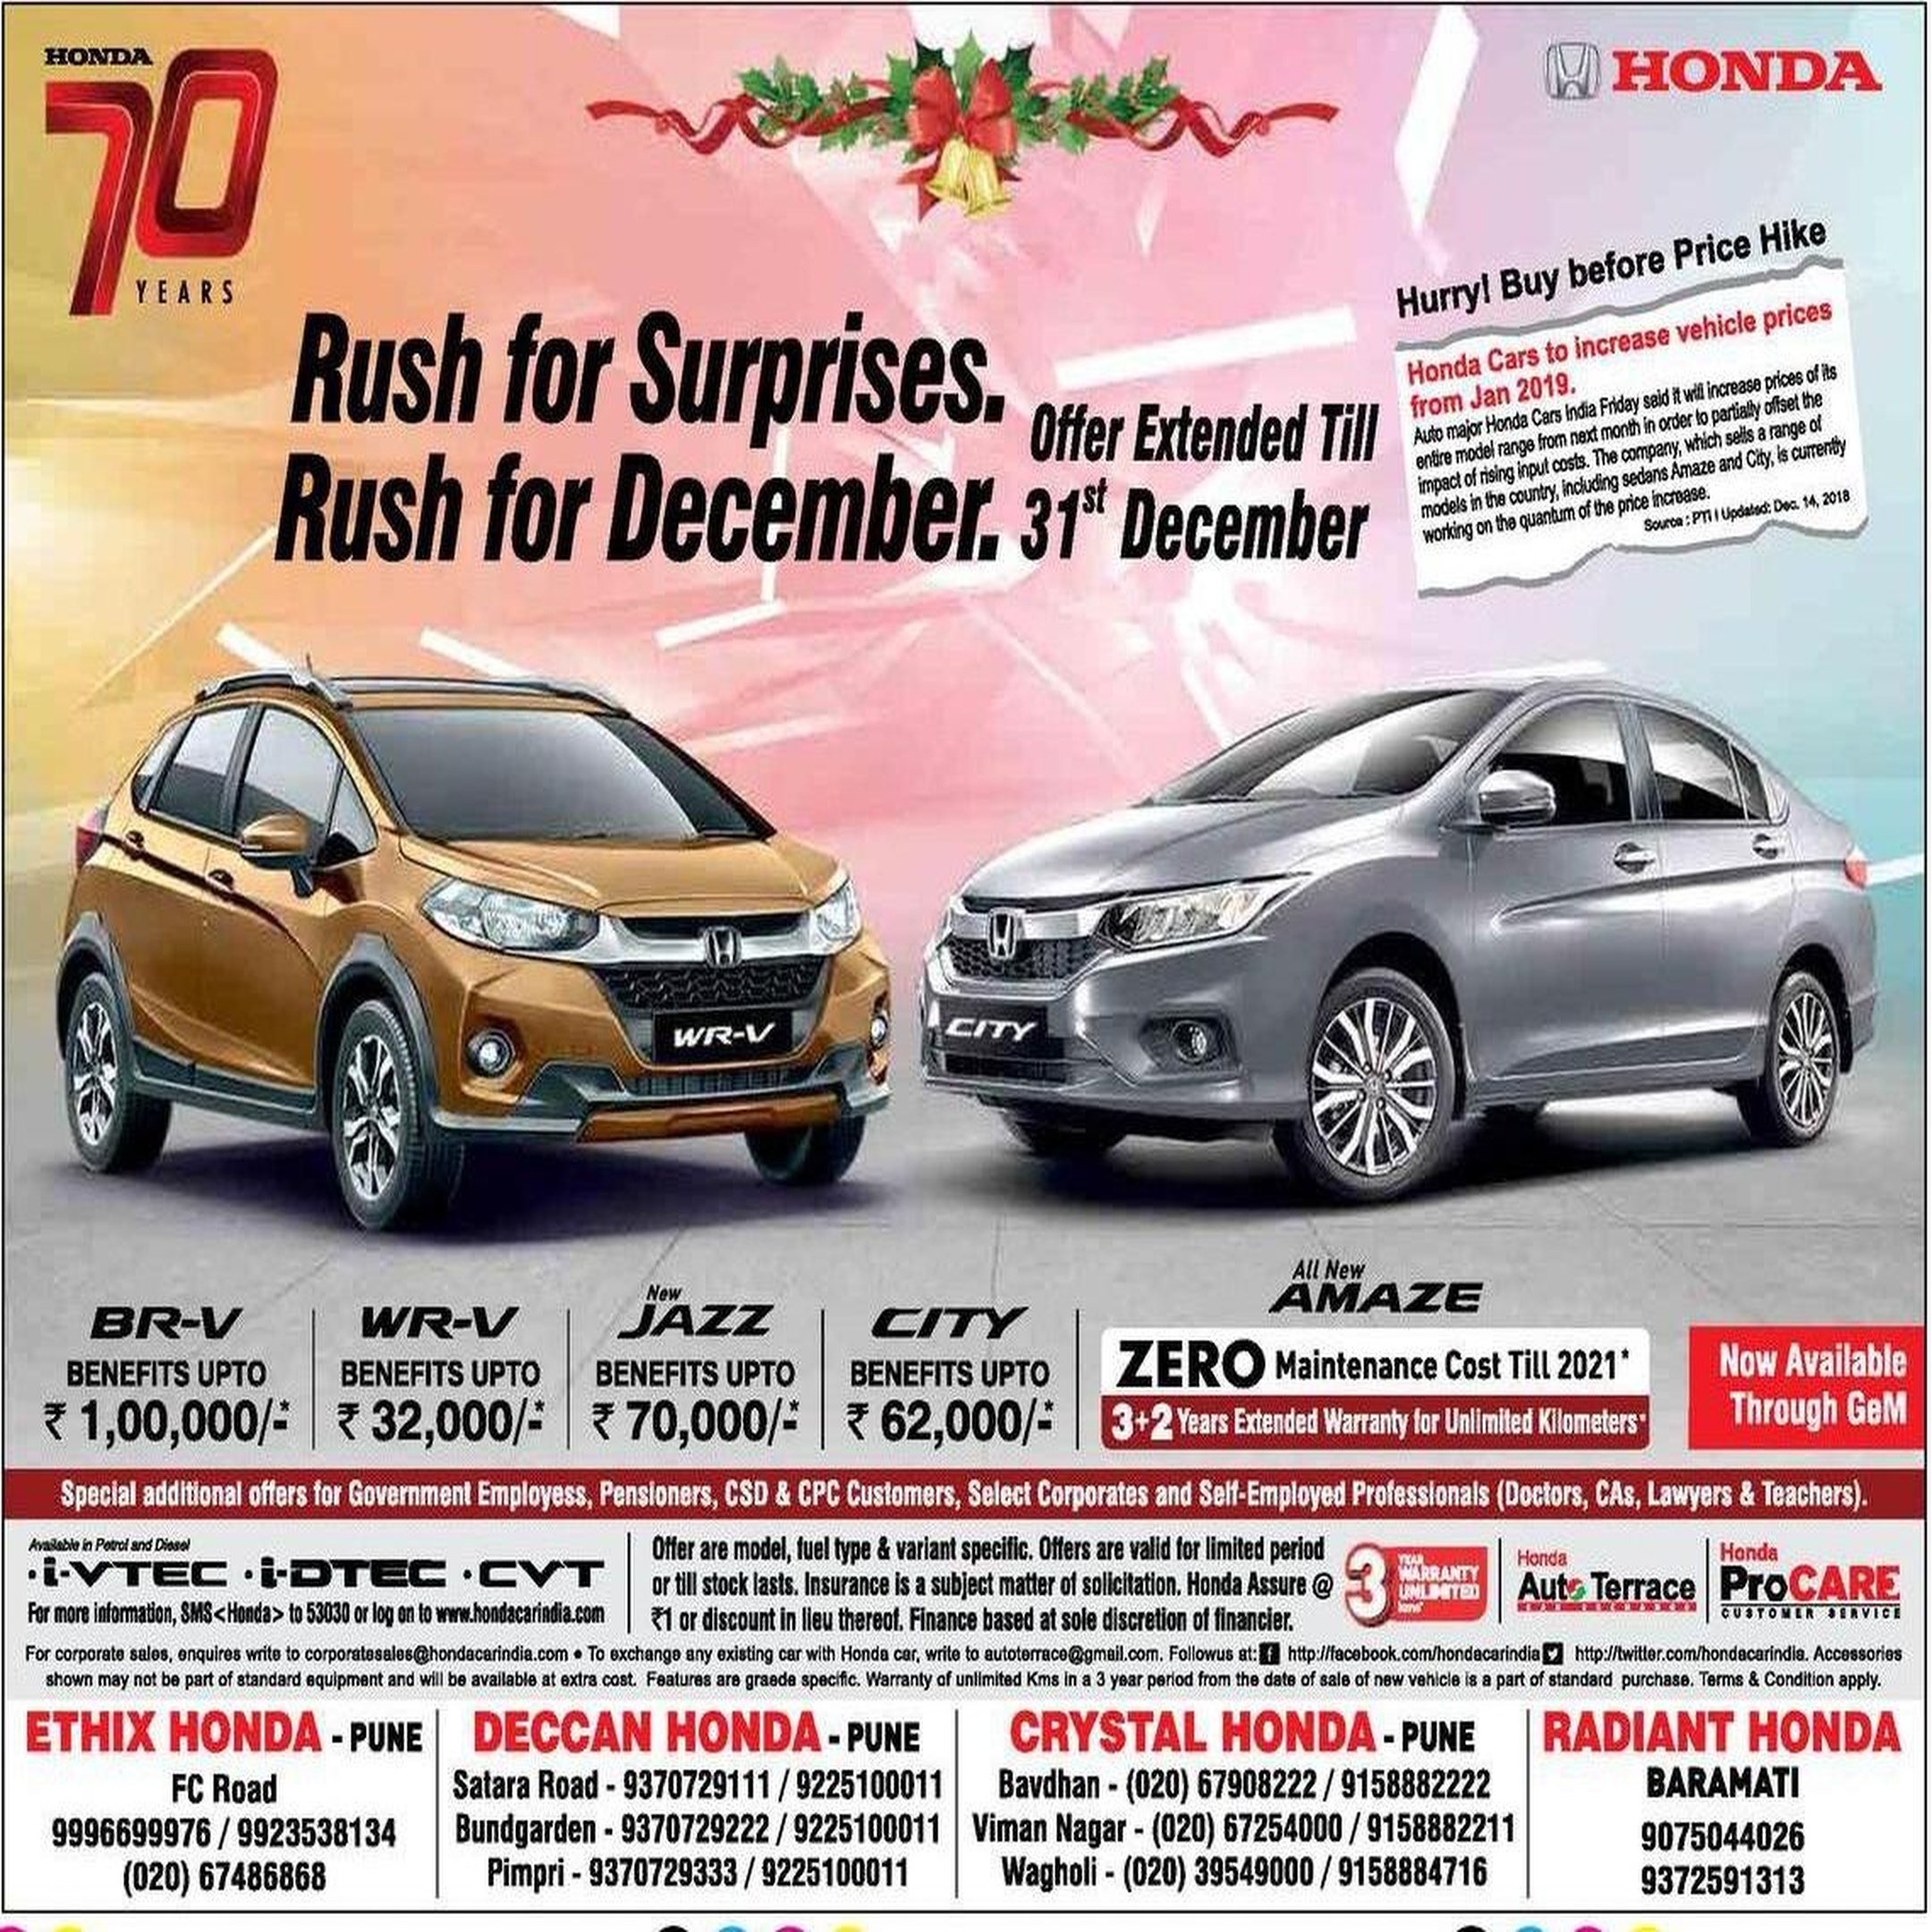 HONDA
70
YEARS
HONDA
Hurry! Buy before Price Hike
Honda Cars to increase vehicle prices
from Jan 2019.
Auto major Honda Cars India Friday said it will increase prices of its
entire model range from next month in order to partially offset the
impact of rising input costs. The company, which sells a range of
models in the country, including sedans Amaze and City, is currently
working on the quantum of the price increase.
Source : PTI I Updated: Dec. 14, 2018
Rush for Surprises.
Rush for December.
Offer Extended Till
31st December
WR-V
CITY
BR-V
BENEFITS UPTO
₹ 1,00,000/-*
WR-V
BENEFITS UPTO
₹ 32,000/-*
New
JAZZ
BENEFITS UPTO
₹ 70,000/-*
CITY
BENEFITS UPTO
₹ 62,000/-*
All New
AMAZE
ZERO Maintenance Cost Till 2021*
3+2 Years Extended Warranty for Unlimited Kilometers*
Now Available
Through GeM
Special additional offers for Government Employess, Pensioners, CSD & CPC Customers, Select Corporates and Self-Employed Professionals (Doctors, CAs, Lawyers & Teachers).
Available in Petrol and Diesel
·i-VTEC ·i-DTEC ·CVT
For more information, SMS<Honda> to 53030 or log on to www.hondacarindia.com
Offer are model, fuel type & variant specific. Offers are valid for limited period
or till stock lasts. Insurance is a subject matter of solicitation. Honda Assure @
₹1 or discount in lieu thereof. Finance based at sole discretion of financier.
3 YEAR
WARRANTY
UNLIMITED
kms*
Honda
Auto Terrace
Honda
ProCARE
CUSTOMER SERVICE
For corporate sales, enquires write to corporatesales@hondacarindia.com • To exchange any existing car with Honda car, write to autoterrace@gmail.com. Followus at: f http://facebook.com/hondacarindia http://twitter.com/hondacarindia. Accessories
shown may not be part of standard equipment and will be available at extra cost. Features are graede specific. Warranty of unlimited Kms in a 3 year period from the date of sale of new vehicle is a part of standard purchase. Terms & Condition apply.
ETHIX HONDA - PUNE
FC Road
9996699976 / 9923538134
(020) 67486868
DECCAN HONDA - PUNE
Satara Road - 9370729111 / 9225100011
Bundgarden - 9370729222 / 9225100011
Pimpri - 9370729333 / 9225100011
CRYSTAL HONDA - PUNE
Bavdhan - (020) 67908222 / 9158882222
Viman Nagar - (020) 67254000 / 9158882211
Wagholi - (020) 39549000 / 9158884716
RADIANT HONDA
BARAMATI
9075044026
9372591313